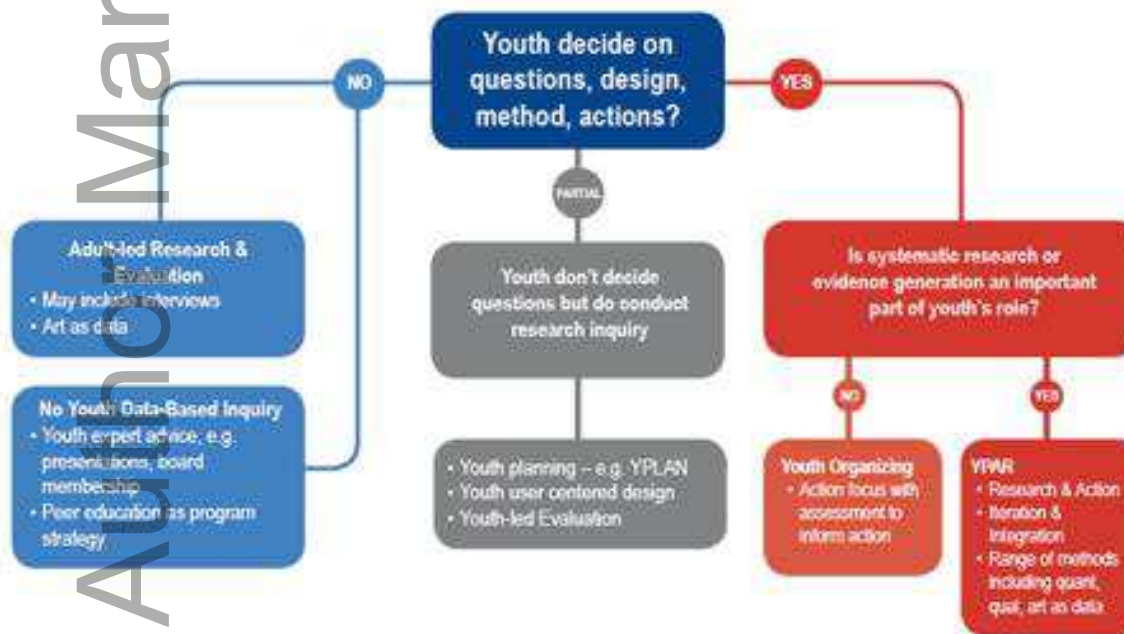 Author Man
Youth decide on
questions, design,
method, actions?
NO
YES
PARTIAL
Adult-led Research &
Evaluation
• May include interviews
• Art as data
Youth don't decide
questions but do conduct
research inquiry
Is systematic research or
evidence generation an important
part of youth's role?
No Youth Data-Based Inquiry
• Youth expert advice, e.g.
presentations, board
membership
• Peer education as program
strategy
• Youth planning – e.g. YPLAN
• Youth user centered design
• Youth-led Evaluation
NO
YES
Youth Organizing
• Action focus with
assessment to
inform action
YPAR
• Research & Action
• Iteration &
Integration
• Range of methods
including quant,
qual, art as data